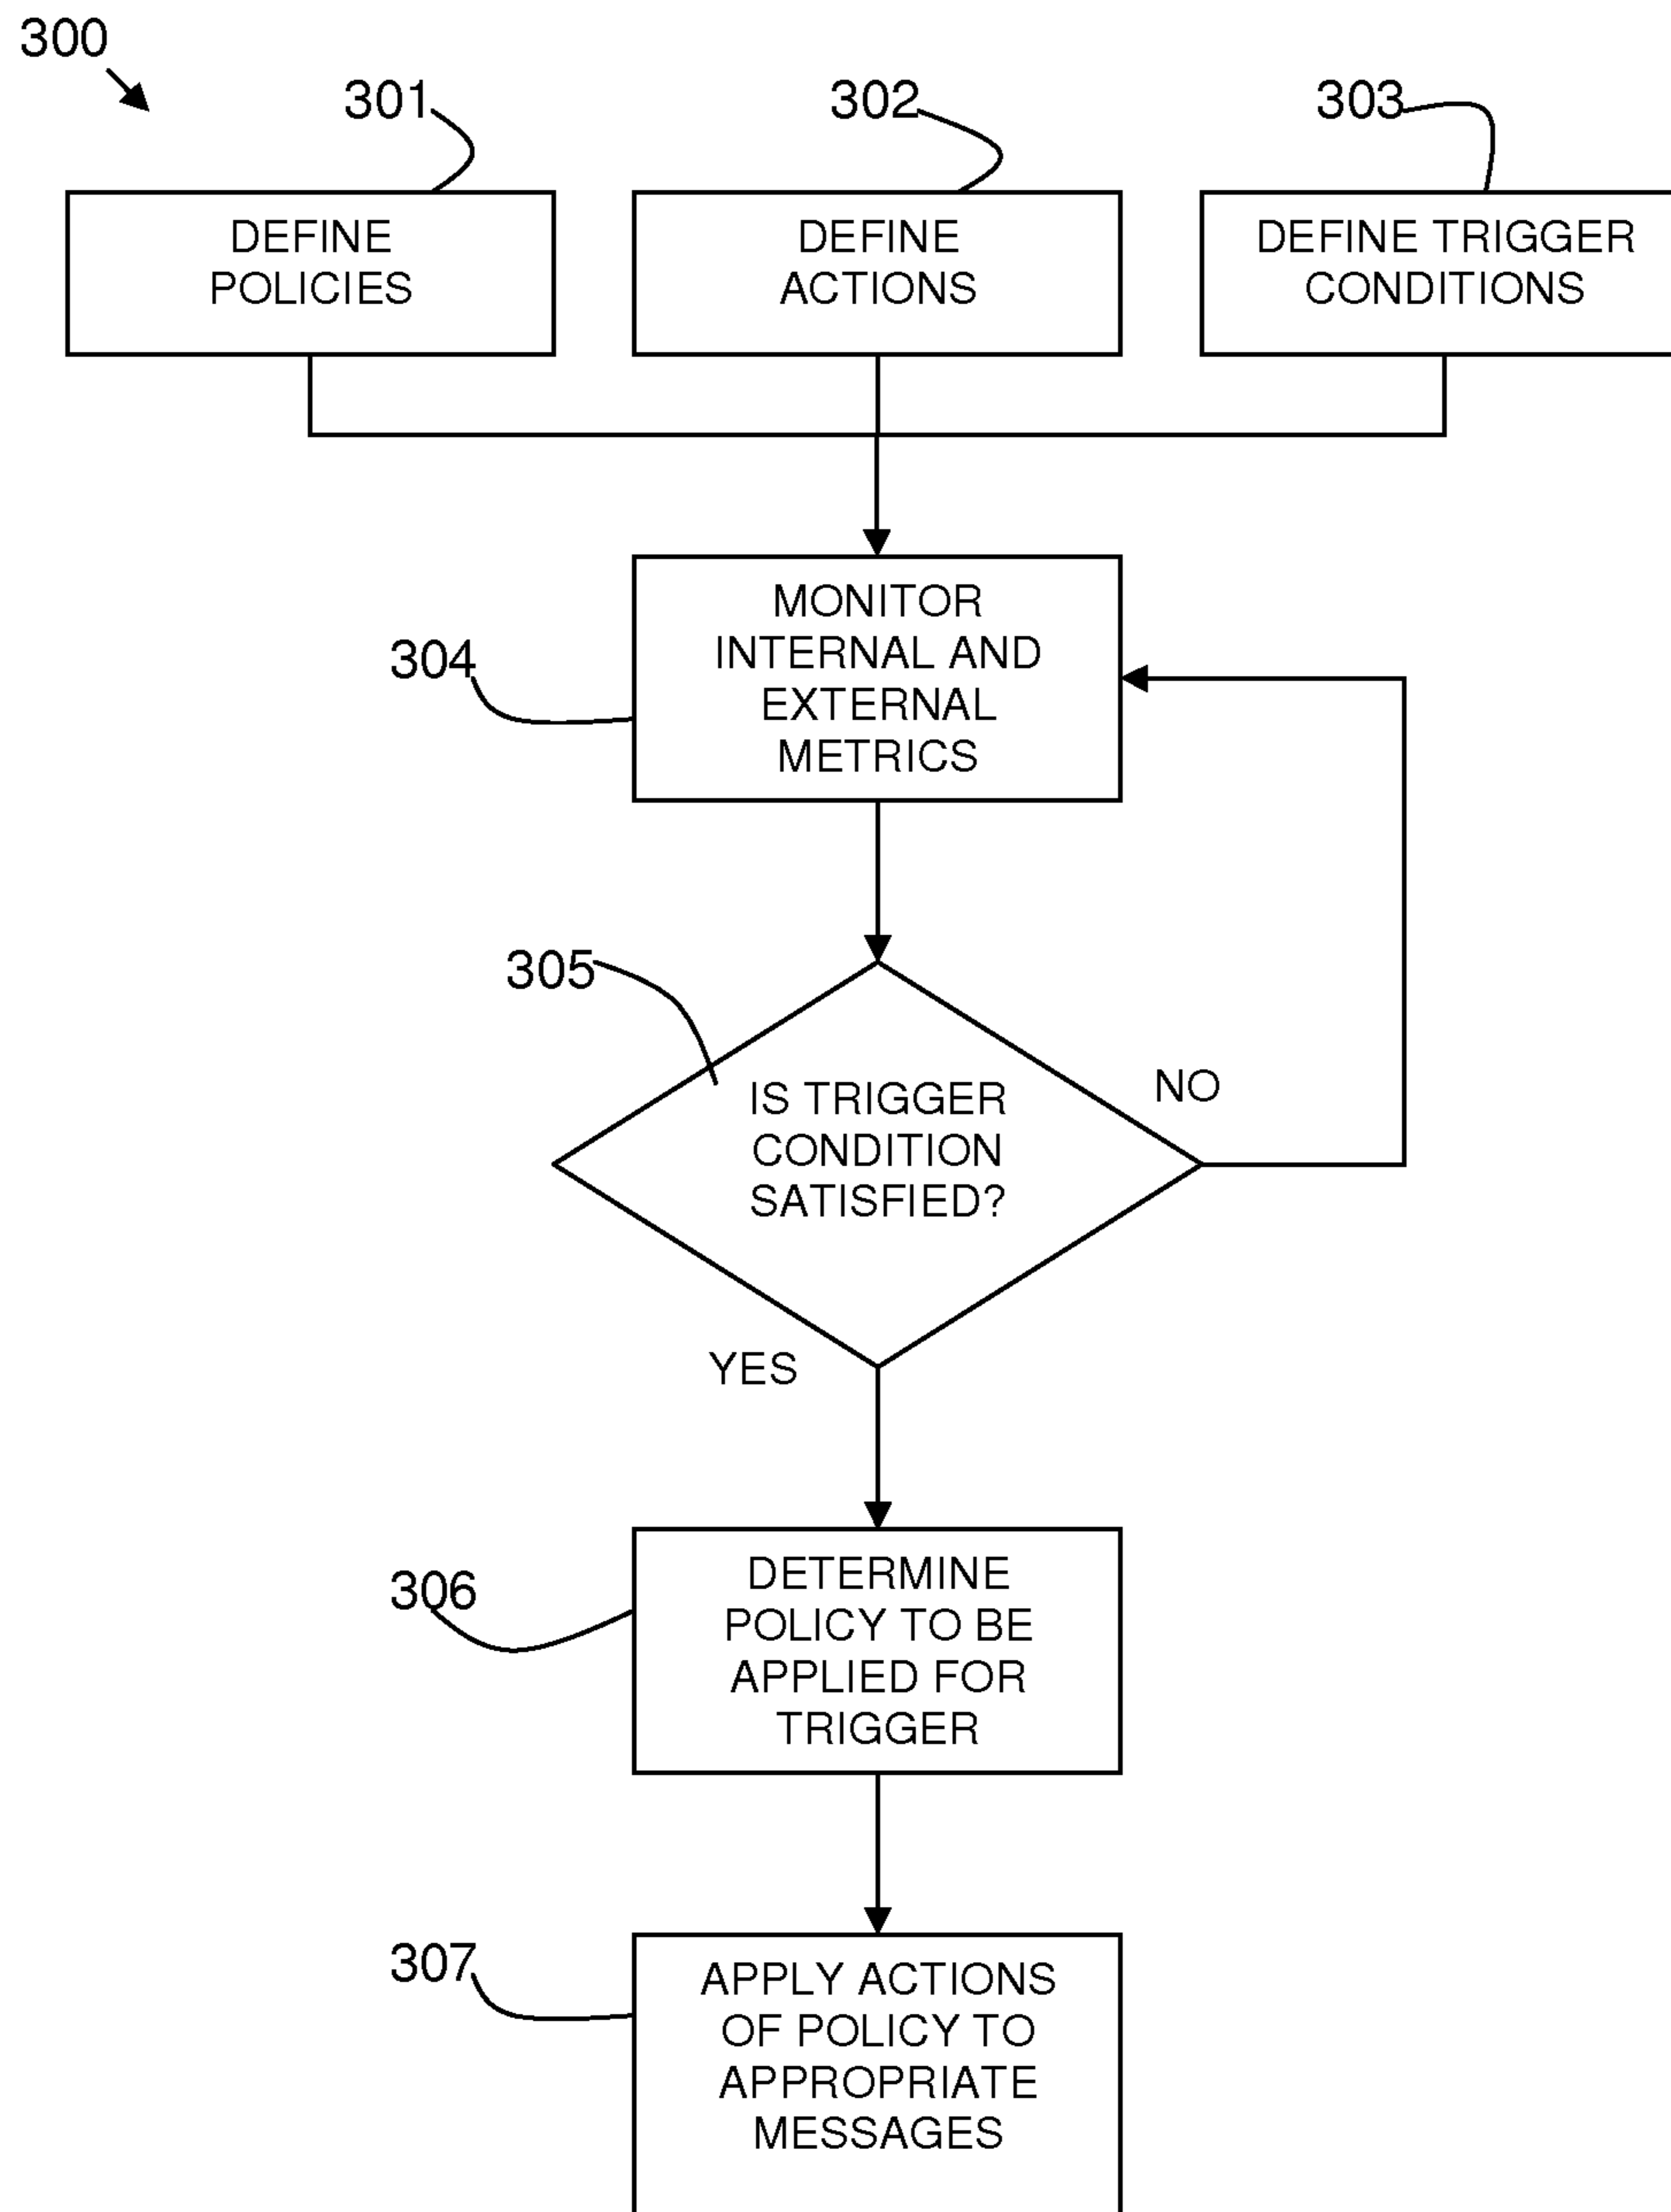 300
301
302
303
DEFINE
POLICIES
DEFINE
ACTIONS
DEFINE TRIGGER
CONDITIONS
304
MONITOR
INTERNAL AND
EXTERNAL
METRICS
305
IS TRIGGER
CONDITION
SATISFIED?
NO
YES
306
DETERMINE
POLICY TO BE
APPLIED FOR
TRIGGER
307
APPLY ACTIONS
OF POLICY TO
APPROPRIATE
MESSAGES